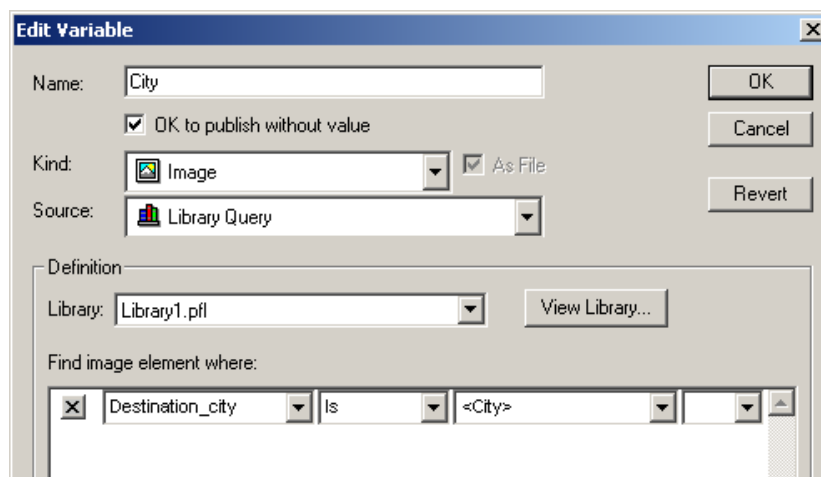 Edit Variable
Name: City OK
OK to publish without value Cancel
Kind: Image As File
Revert
Source: Library Query
Definition
Library: Library1.pfl View Library...
Find image element where:
Destination_city Is <City>